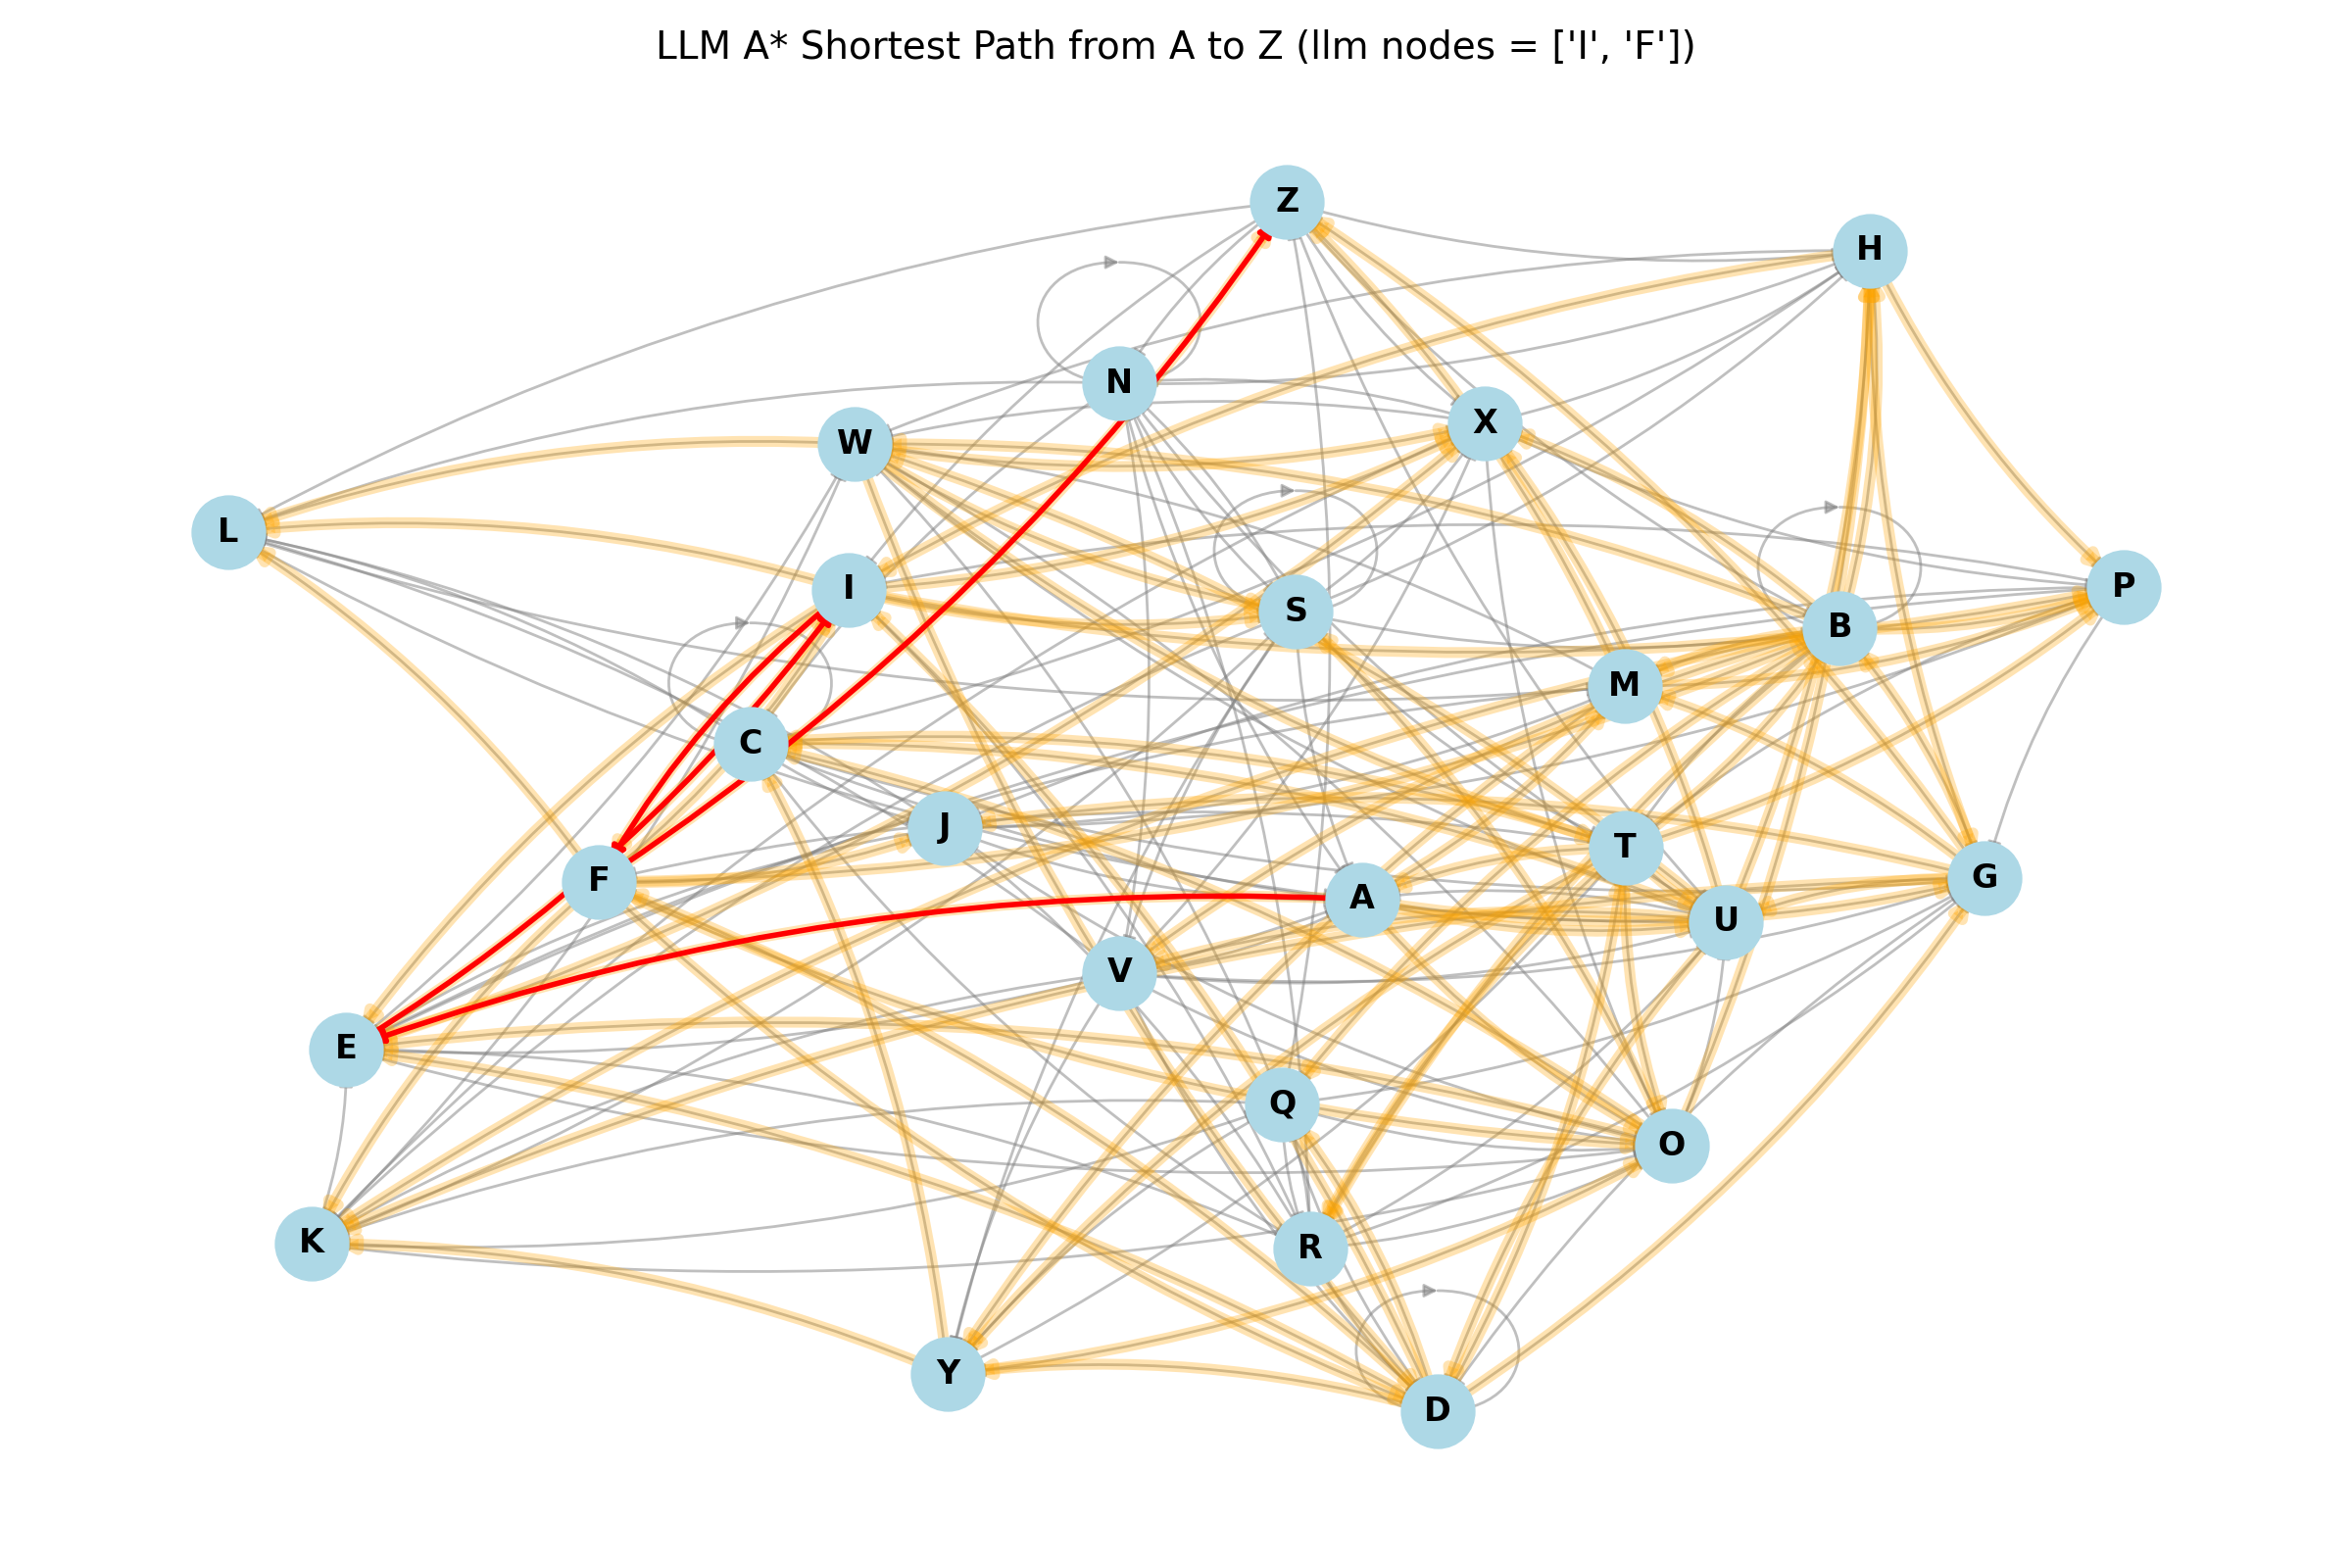 LLM A* Shortest Path from A to Z (llm nodes = ['I', 'F'])
Z
H
N
X
W
L
I
P
S
B
M
C
J
T
F
G
A
U
V
E
Q
O
K
R
Y
D